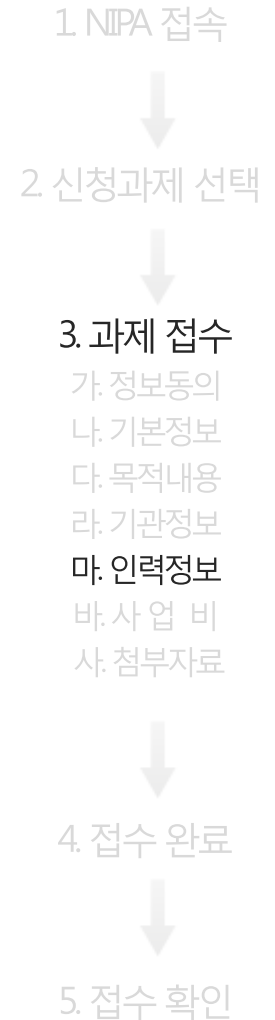 1. NIPA 접속
2. 신청과제 선택
3. 과제 접수
가. 정보동의
나. 기본정보
다. 목적내용
라. 기관정보
마. 인력정보
바. 사 업 비
사. 첨부자료
4. 접수 완료
5. 접수 확인